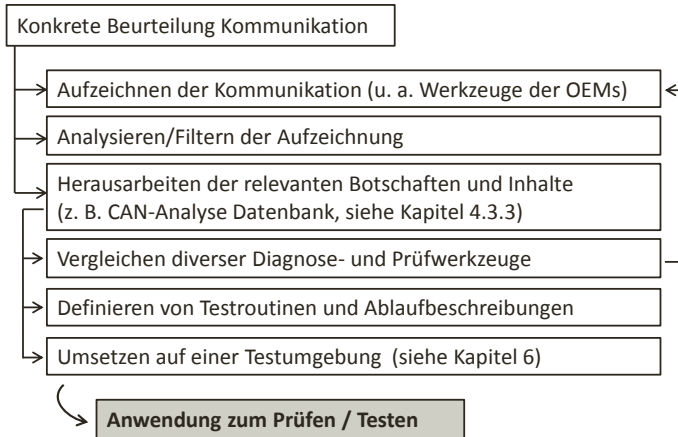 Konkrete Beurteilung Kommunikation
Aufzeichnen der Kommunikation (u. a. Werkzeuge der OEMs)
Analysieren/Filtern der Aufzeichnung
Herausarbeiten der relevanten Botschaften und Inhalte
(z. B. CAN-Analyse Datenbank, siehe Kapitel 4.3.3)
Vergleichen diverser Diagnose- und Prüfwerkzeuge
Definieren von Testroutinen und Ablaufbeschreibungen
Umsetzen auf einer Testumgebung (siehe Kapitel 6)
Anwendung zum Prüfen / Testen